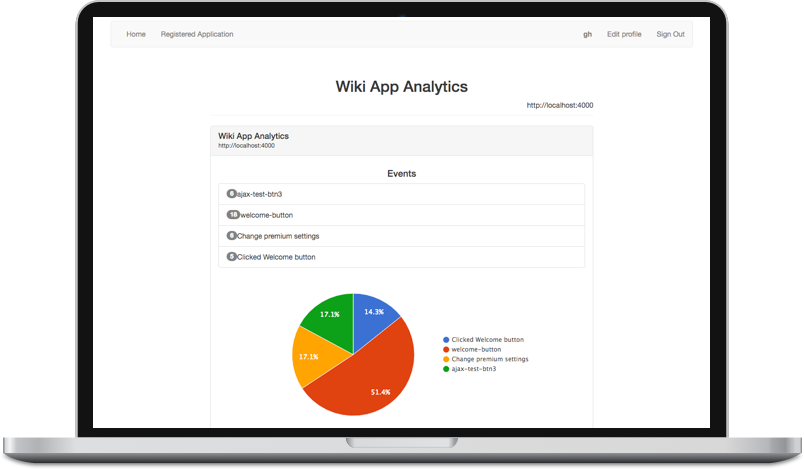 Home Registered Application gh Edit profile Sign Out
Wiki App Analytics
http://localhost:4000
Wiki App Analytics
http://localhost:4000
Events
6 ajax-test-btn3
18 welcome-button
6 Change premium settings
5 Clicked Welcome button
17.1%
14.3%
17.1%
51.4%
Clicked Welcome button
welcome-button
Change premium settings
ajax-test-btn3